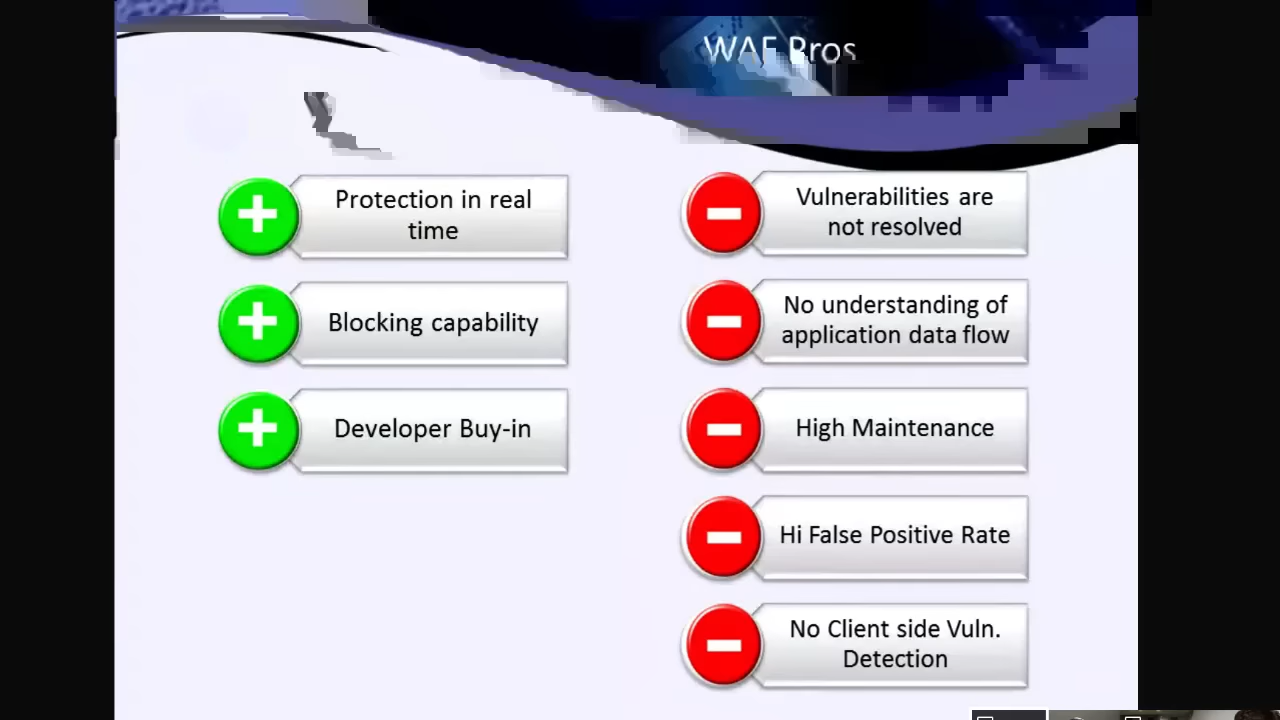 WAF Pros
Protection in real
time
Blocking capability
Developer Buy-in
Vulnerabilities are
not resolved
No understanding of
application data flow
High Maintenance
Hi False Positive Rate
No Client side Vuln.
Detection